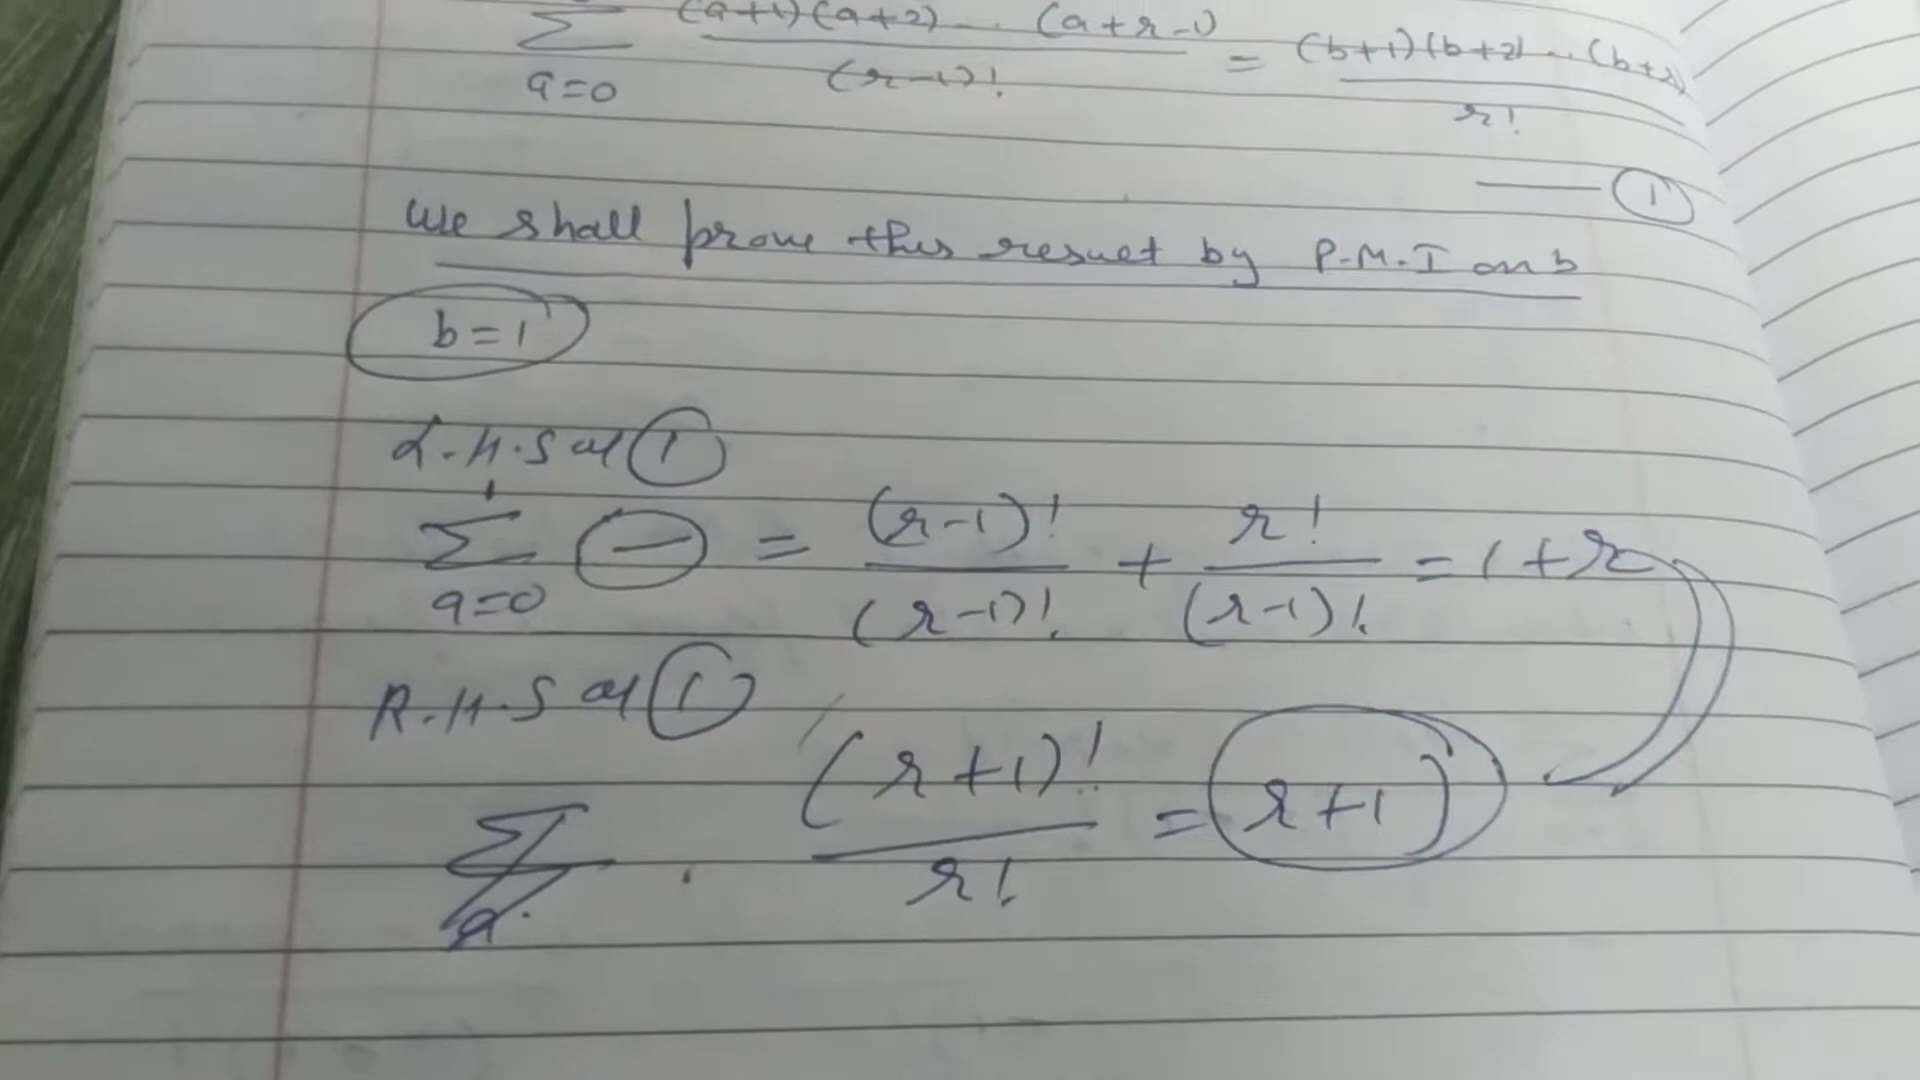 ∑ a=0 (a+1)(a+2)... (a+r-1) / (r-1)! = (b+1)(b+2)...(b+r) / r!
— ①
We shall prove this result by P.M.I on b
b=1
L.H.S of ①
1 ∑ a=0 (—) = (r-1)! / (r-1)! + r! / (r-1)! = 1+r
R.H.S of ①
(r+1)! / r! = r+1